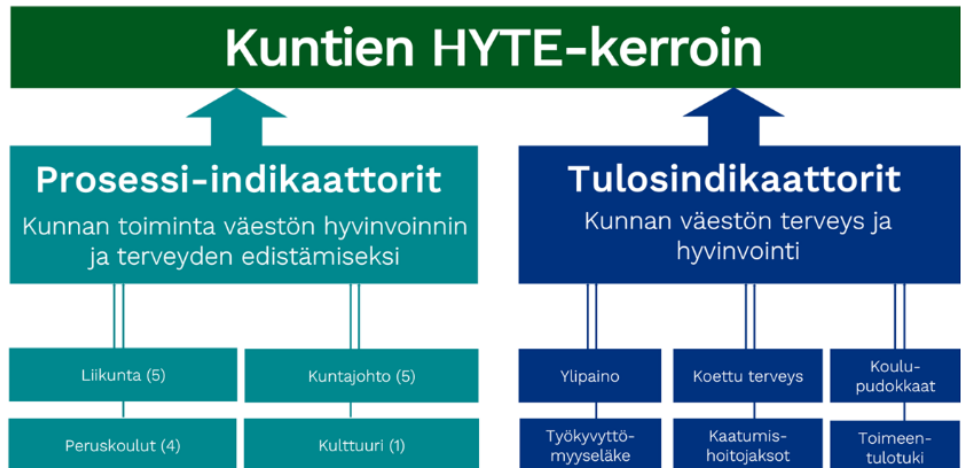 Kuntien HYTE-kerroin
Prosessi-indikaattorit
Kunnan toiminta väestön hyvinvoinnin
ja terveyden edistämiseksi
Tulosindikaattorit
Kunnan väestön terveys ja
hyvinvointi
Liikunta (5)
Kuntajohto (5)
Ylipaino
Koettu terveys
Koulu-
pudokkaat
Peruskoulut (4)
Kulttuuri (1)
Työkyvyttö-
myyseläke
Kaatumis-
hoitojaksot
Toimeen-
tulotuki